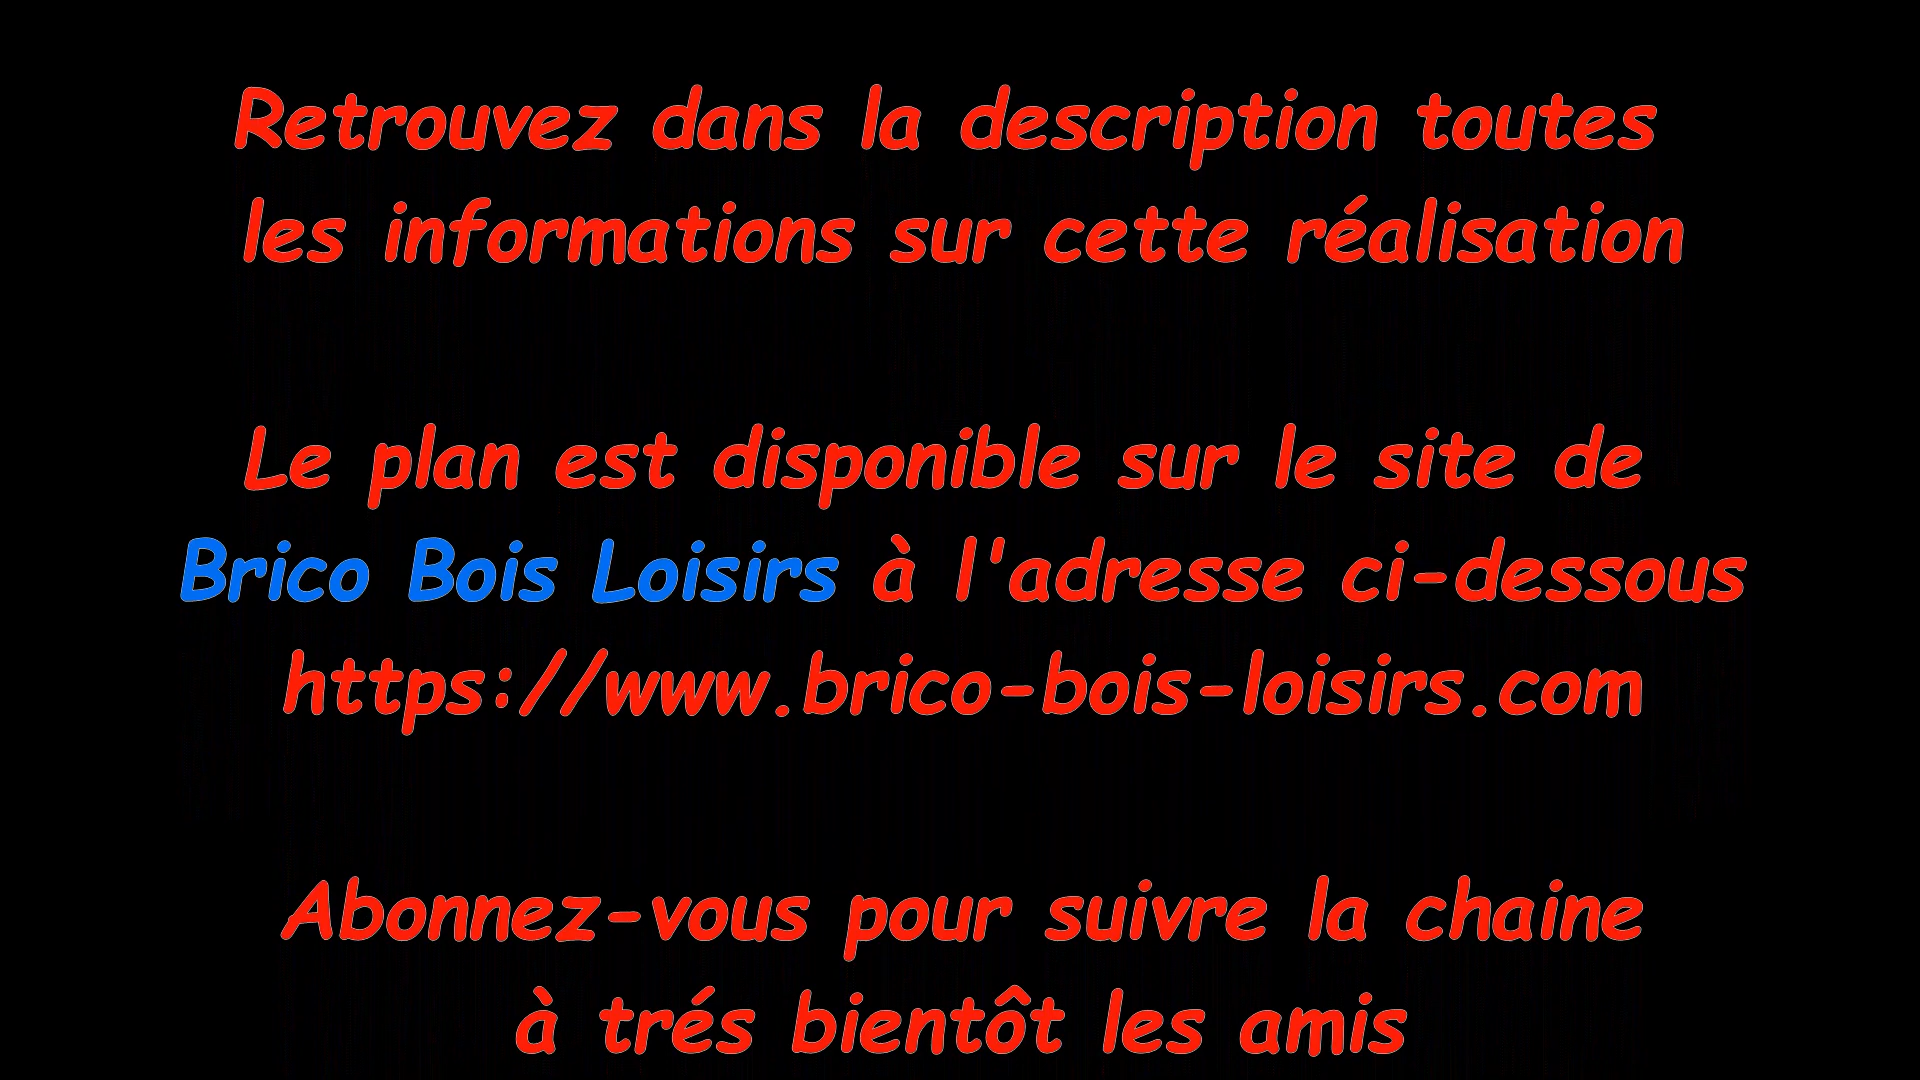 Retrouvez dans la description toutes
les informations sur cette réalisation
Le plan est disponible sur le site de
Brico Bois Loisirs à l'adresse ci-dessous
https://www.brico-bois-loisirs.com
Abonnez-vous pour suivre la chaine
à trés bientôt les amis